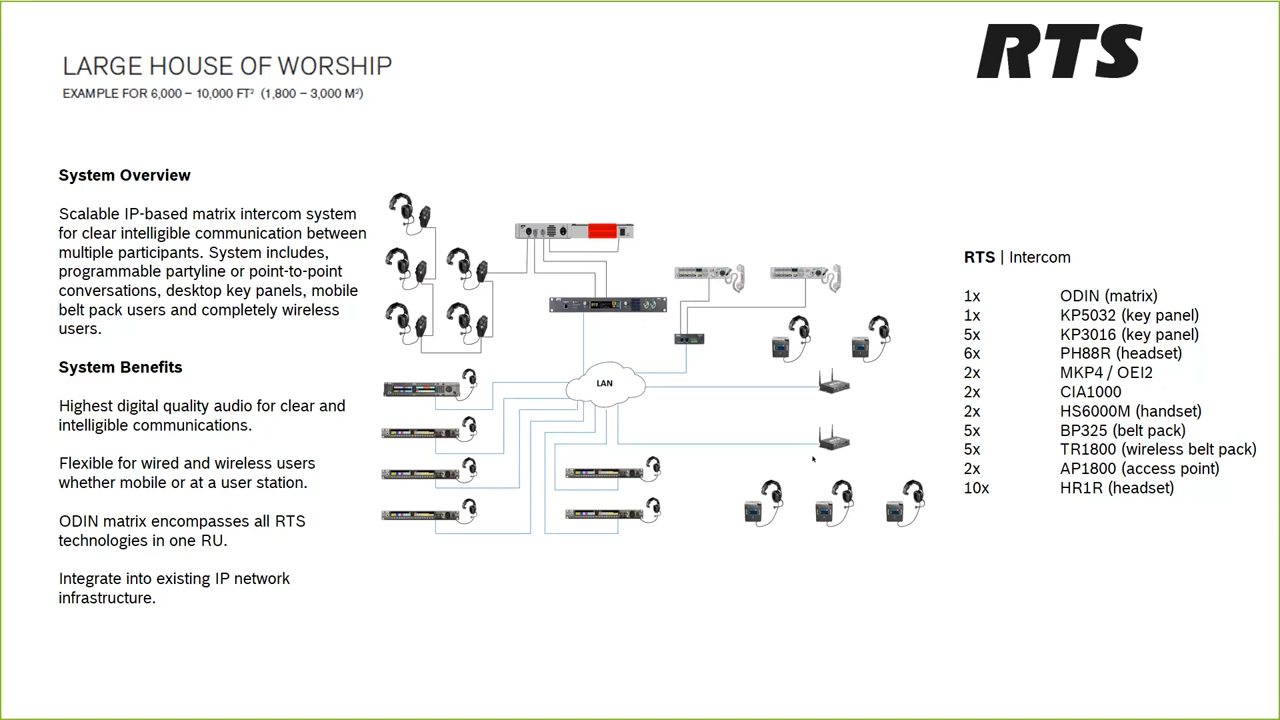 LARGE HOUSE OF WORSHIP
EXAMPLE FOR 6,000 – 10,000 FT² (1,800 – 3,000 M²)
RTS
System Overview
Scalable IP-based matrix intercom system
for clear intelligible communication between
multiple participants. System includes,
programmable partyline or point-to-point
conversations, desktop key panels, mobile
belt pack users and completely wireless
users.
System Benefits
Highest digital quality audio for clear and
intelligible communications.
Flexible for wired and wireless users
whether mobile or at a user station.
ODIN matrix encompasses all RTS
technologies in one RU.
Integrate into existing IP network
infrastructure.
LAN
RTS | Intercom
1x ODIN (matrix)
1x KP5032 (key panel)
5x KP3016 (key panel)
6x PH88R (headset)
2x MKP4 / OEI2
2x CIA1000
2x HS6000M (handset)
5x BP325 (belt pack)
5x TR1800 (wireless belt pack)
2x AP1800 (access point)
10x HR1R (headset)